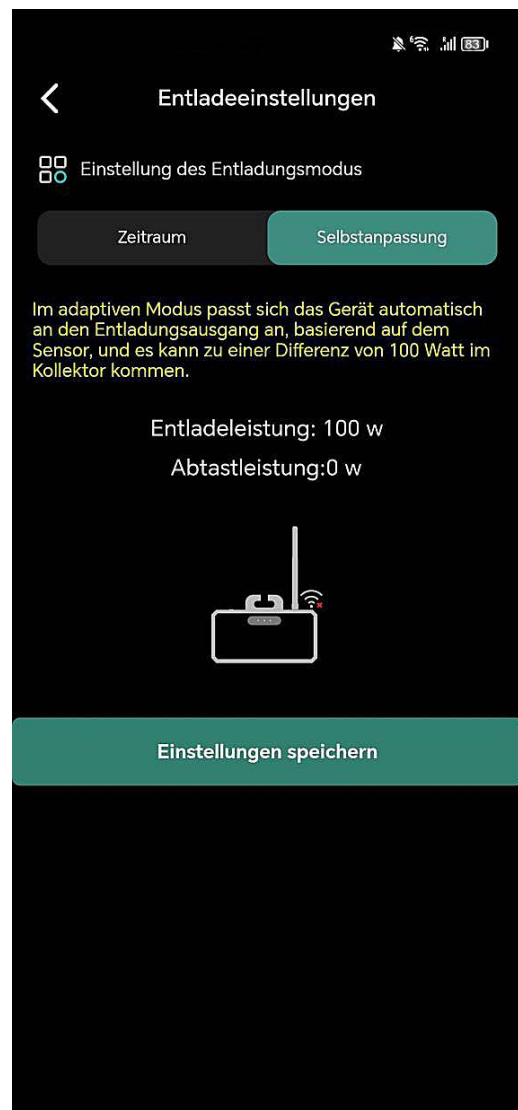 83
Entladeeinstellungen
Einstellung des Entladungsmodus
Zeitraum
Selbstanpassung
Im adaptiven Modus passt sich das Gerät automatisch
an den Entladungsausgang an, basierend auf dem
Sensor, und es kann zu einer Differenz von 100 Watt im
Kollektor kommen.
Entladeleistung: 100 w
Abtastleistung:0 w
Einstellungen speichern